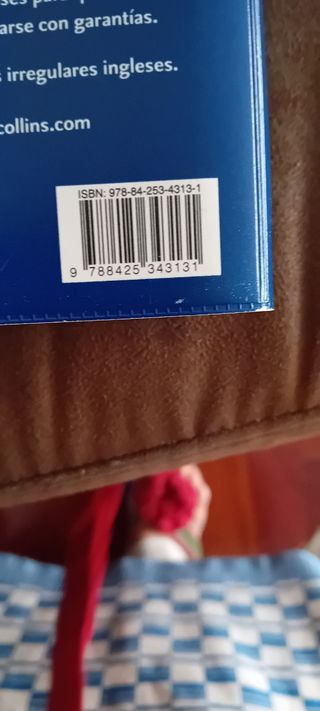 arse con garantías.
irregulares ingleses.
collins.com
ISBN: 978-84-253-4313-1
9 788425 343131